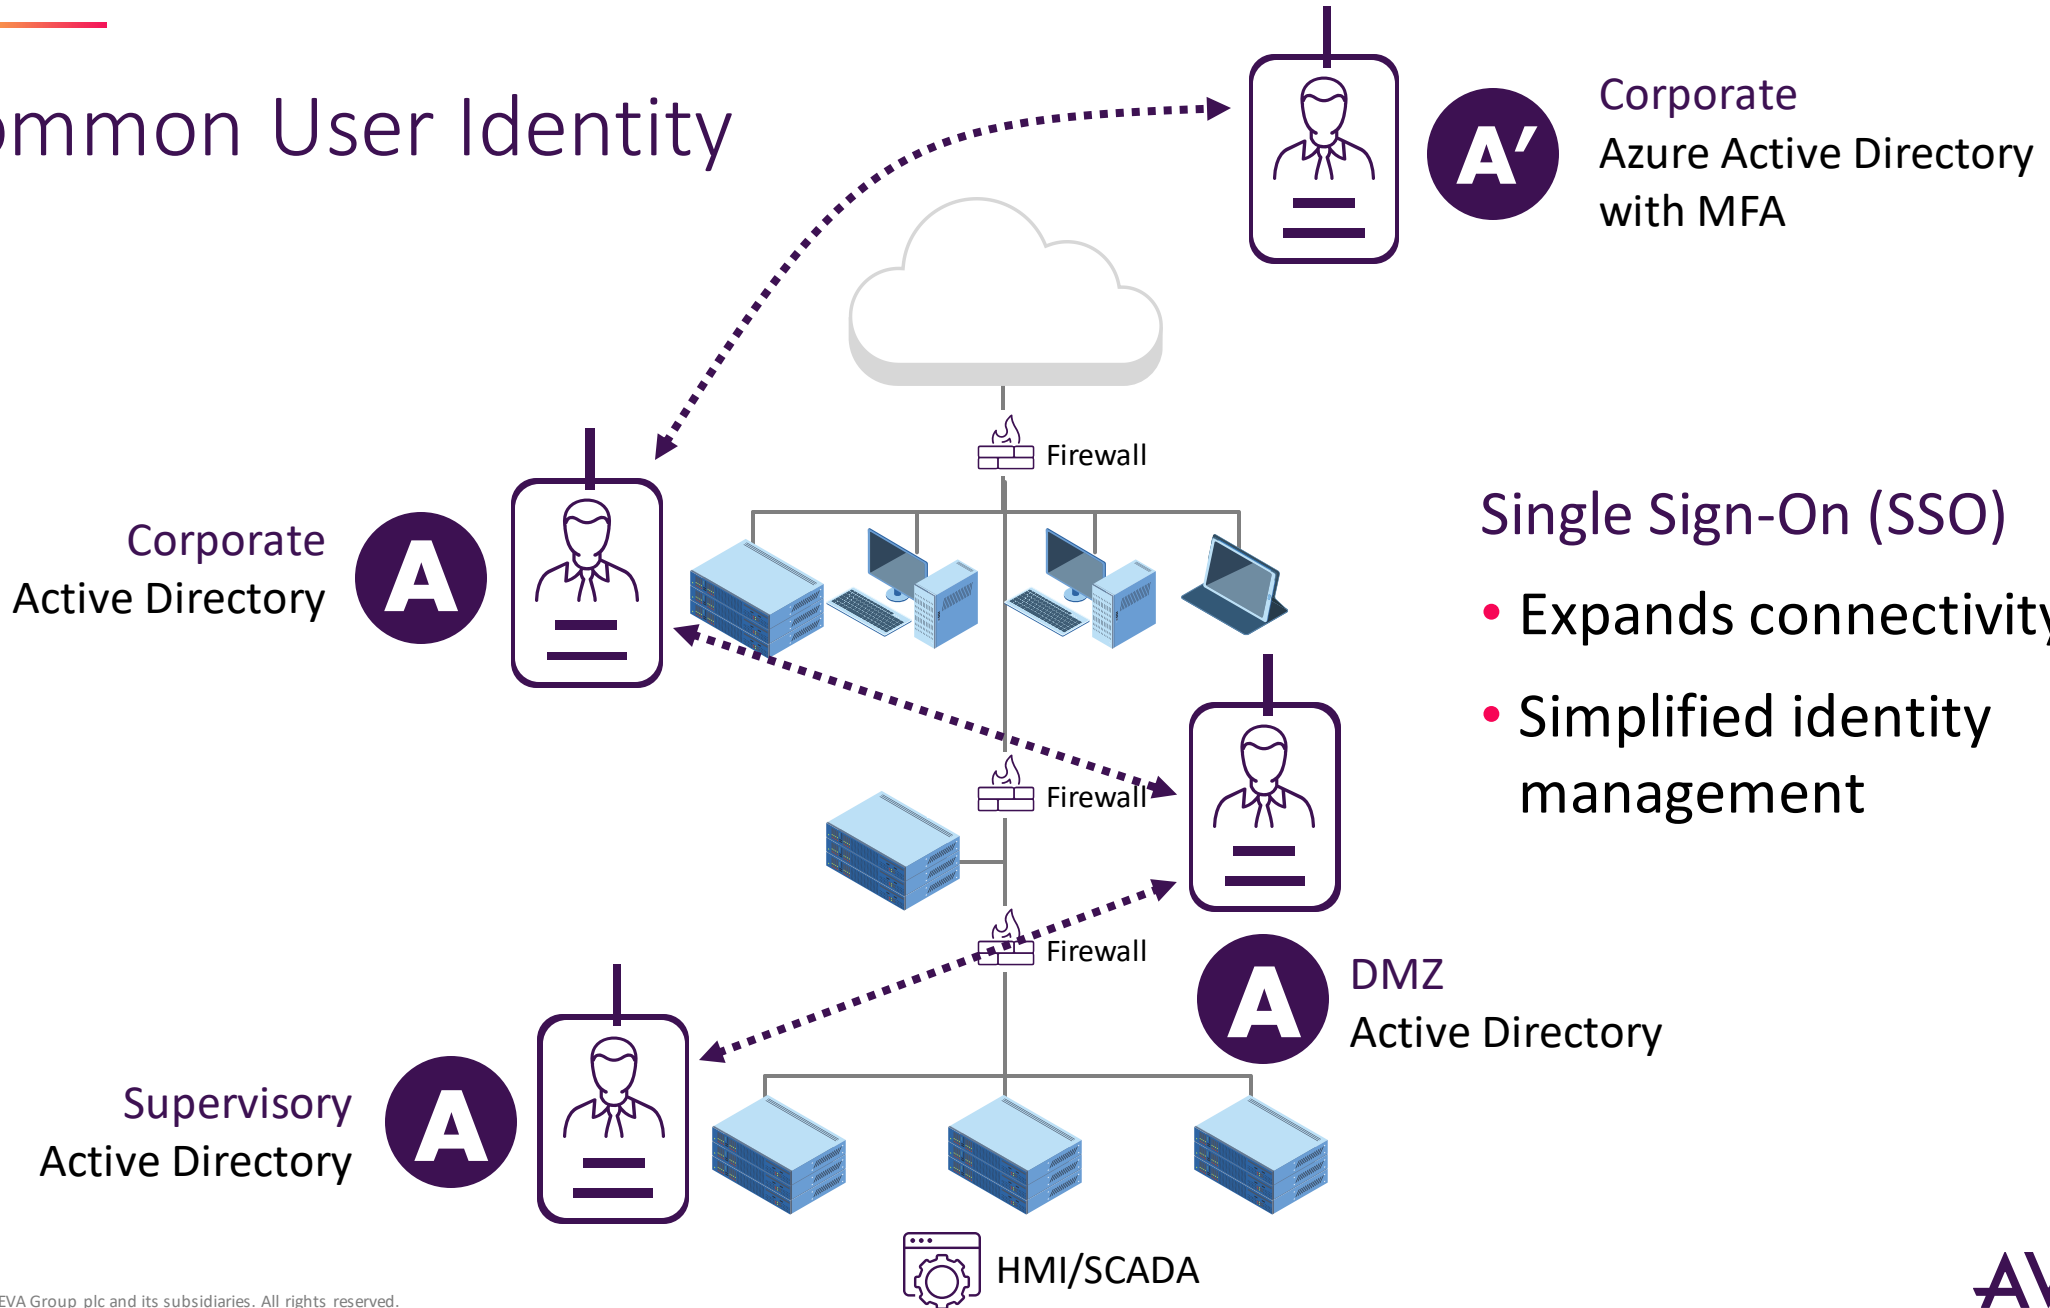 ommon User Identity
A′
Corporate
Azure Active Directory
with MFA
Firewall
Corporate
Active Directory
A
Single Sign-On (SSO)
• Expands connectivity
• Simplified identity
management
Firewall
Firewall
A
DMZ
Active Directory
Supervisory
Active Directory
A
HMI/SCADA
EVA Group plc and its subsidiaries. All rights reserved.
AV